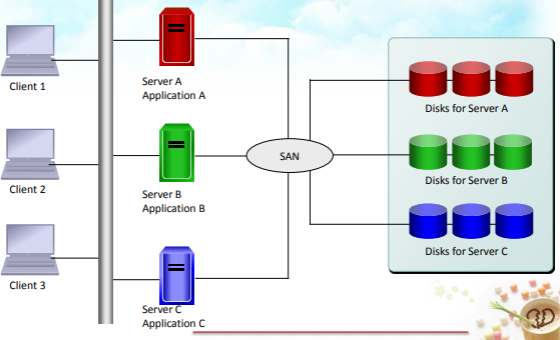 Client 1
Server A
Application A
Disks for Server A
Client 2
SAN
Disks for Server B
Server B
Application B
Disks for Server C
Client 3
Server C
Application C